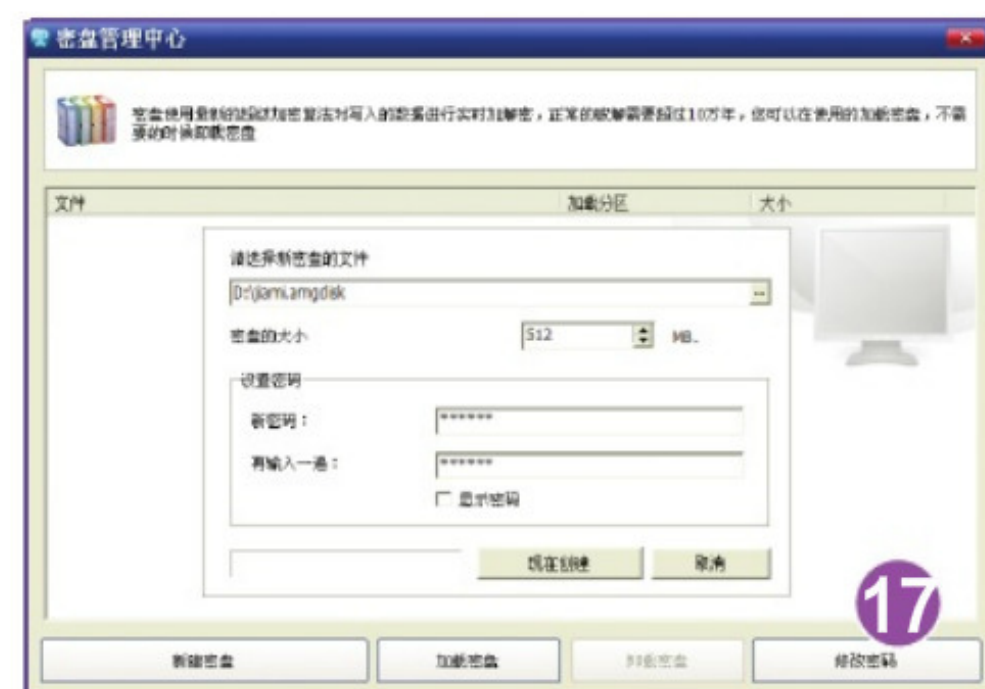 密盘管理中心
密盘使用最新的超强加密算法对写入的数据进行实时加解密，正常的破解需要超过10万年，您可以在使用的加载密盘，不需
要的时候卸载密盘
文件 加载分区 大小
请选择新密盘的文件
D:\jiami.amgdisk
密盘的大小 512 MB.
设置密码
新密码： ******
再输入一遍： ******
显示密码
现在创建 取消
17
新建密盘 加载密盘 卸载密盘 修改密码